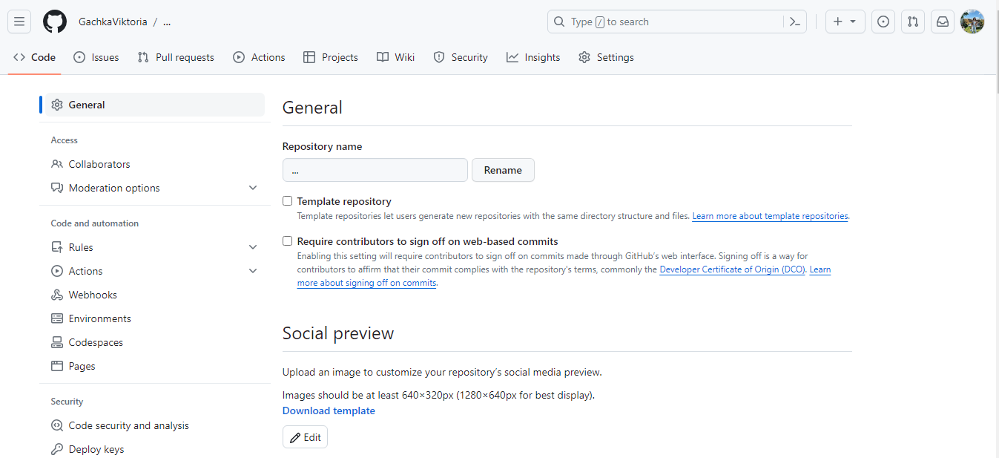 GachkaViktoria / ...
Type / to search
Code Issues Pull requests Actions Projects Wiki Security Insights Settings
General
Access
Collaborators
Moderation options
Code and automation
Rules
Actions
Webhooks
Environments
Codespaces
Pages
Security
Code security and analysis
Deploy keys
General
Repository name
...
Rename
Template repository
Template repositories let users generate new repositories with the same directory structure and files. Learn more about template repositories.
Require contributors to sign off on web-based commits
Enabling this setting will require contributors to sign off on commits made through GitHub's web interface. Signing off is a way for
contributors to affirm that their commit complies with the repository's terms, commonly the Developer Certificate of Origin (DCO). Learn
more about signing off on commits.
Social preview
Upload an image to customize your repository's social media preview.
Images should be at least 640×320px (1280×640px for best display).
Download template
Edit